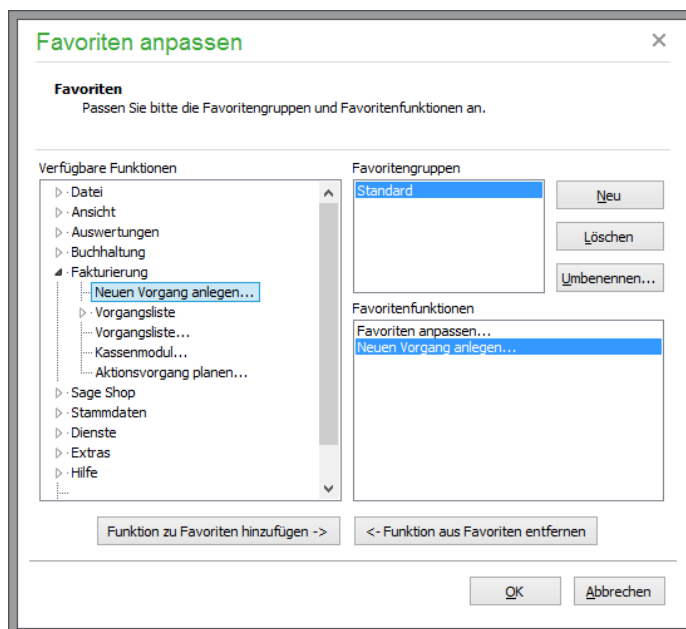 Favoriten anpassen
Favoriten
Passen Sie bitte die Favoritengruppen und Favoritenfunktionen an.
Verfügbare Funktionen
Datei
Ansicht
Auswertungen
Buchhaltung
Fakturierung
Neuen Vorgang anlegen...
Vorgangsliste
Vorgangsliste...
Kassenmodul...
Aktionsvorgang planen...
Sage Shop
Stammdaten
Dienste
Extras
Hilfe
Favoritengruppen
Standard
Neu
Löschen
Umbenennen...
Favoritenfunktionen
Favoriten anpassen...
Neuen Vorgang anlegen...
Funktion zu Favoriten hinzufügen ->
<- Funktion aus Favoriten entfernen
OK
Abbrechen